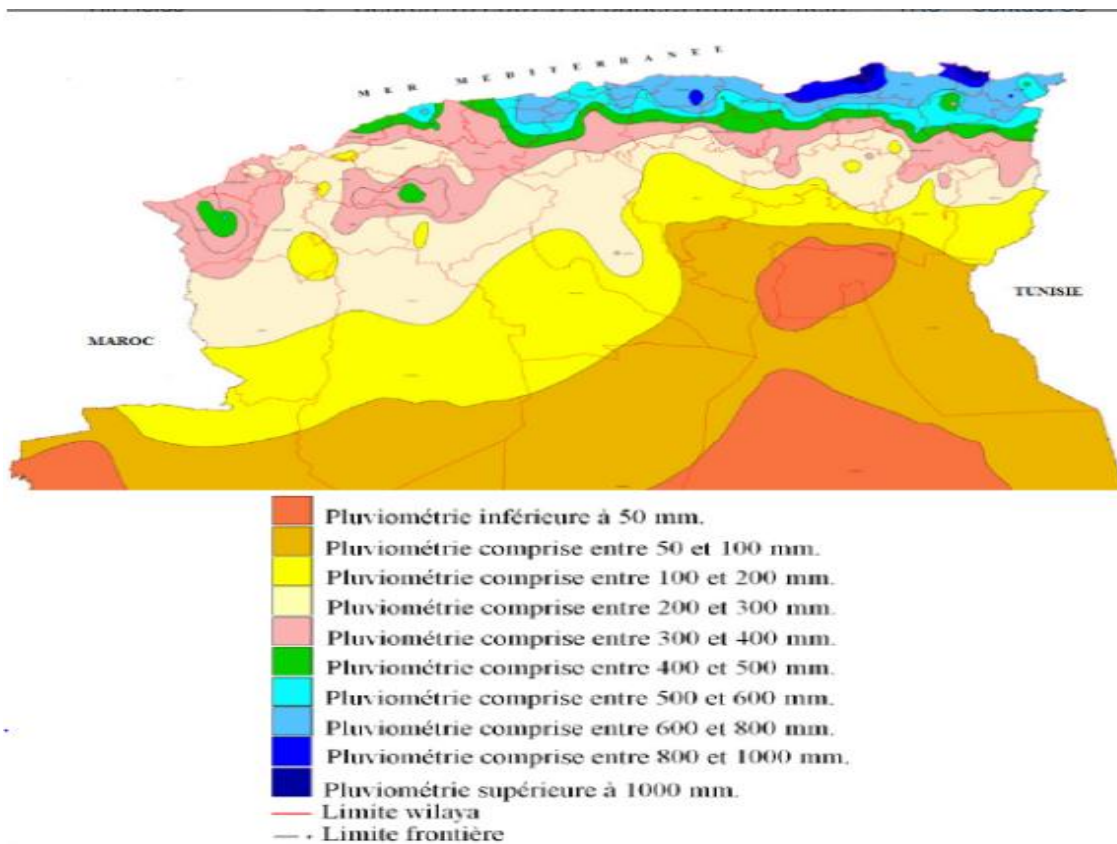 MER MEDITERRANEE
MAROC
TUNISIE
Pluviométrie inférieure à 50 mm.
Pluviométrie comprise entre 50 et 100 mm.
Pluviométrie comprise entre 100 et 200 mm.
Pluviométrie comprise entre 200 et 300 mm.
Pluviométrie comprise entre 300 et 400 mm.
Pluviométrie comprise entre 400 et 500 mm.
Pluviométrie comprise entre 500 et 600 mm.
Pluviométrie comprise entre 600 et 800 mm.
Pluviométrie comprise entre 800 et 1000 mm.
Pluviométrie supérieure à 1000 mm.
Limite wilaya
Limite frontière